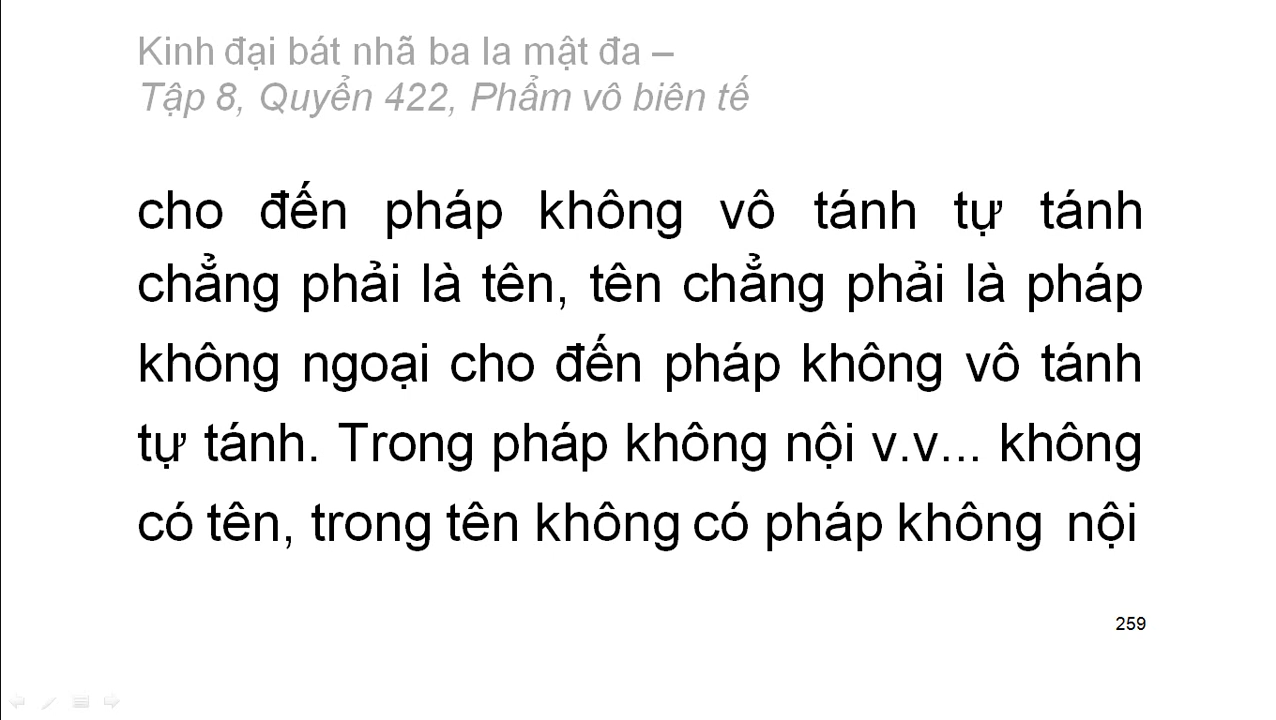 Kinh đại bát nhã ba la mật đa –
Tập 8, Quyển 422, Phẩm vô biên tế
cho đến pháp không vô tánh tự tánh
chẳng phải là tên, tên chẳng phải là pháp
không ngoại cho đến pháp không vô tánh
tự tánh. Trong pháp không nội v.v... không
có tên, trong tên không có pháp không nội
259